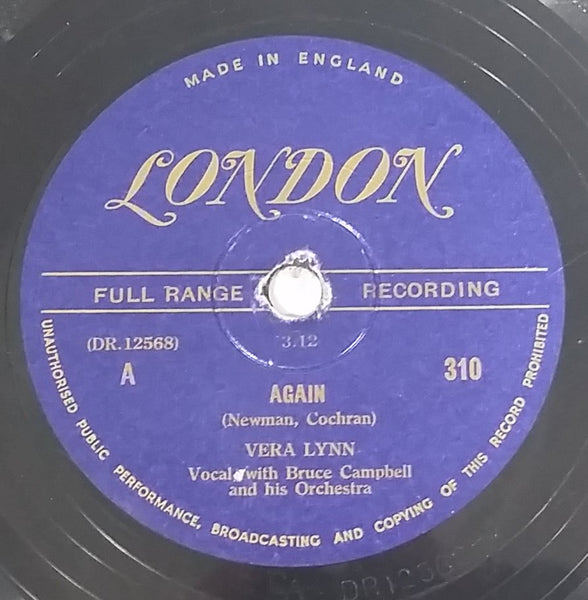 MADE IN ENGLAND
LONDON
FULL RANGE RECORDING
(DR.12568)
3.12
A
310
AGAIN
(Newman, Cochran)
VERA LYNN
Vocal with Bruce Campbell
and his Orchestra
UNAUTHORISED PUBLIC PERFORMANCE, BROADCASTING AND COPYING OF THIS RECORD PROHIBITED